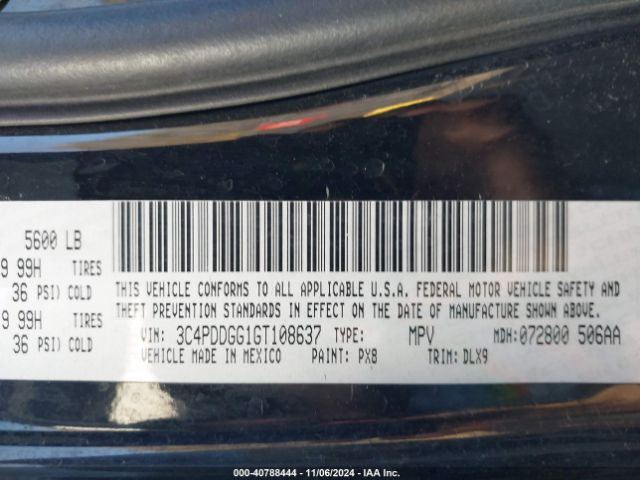 5600 LB
9 99H TIRES
36 PSI) COLD
9 99H TIRES
36 PSI) COLD
THIS VEHICLE CONFORMS TO ALL APPLICABLE U.S.A. FEDERAL MOTOR VEHICLE SAFETY AND
THEFT PREVENTION STANDARDS IN EFFECT ON THE DATE OF MANUFACTURE SHOWN ABOVE.
VIN: 3C4PDDGG1GT108637 TYPE: MPV MDH: 072800 506AA
VEHICLE MADE IN MEXICO PAINT: PX8 TRIM: DLX9
000-40788444 - 11/06/2024 - IAA Inc.